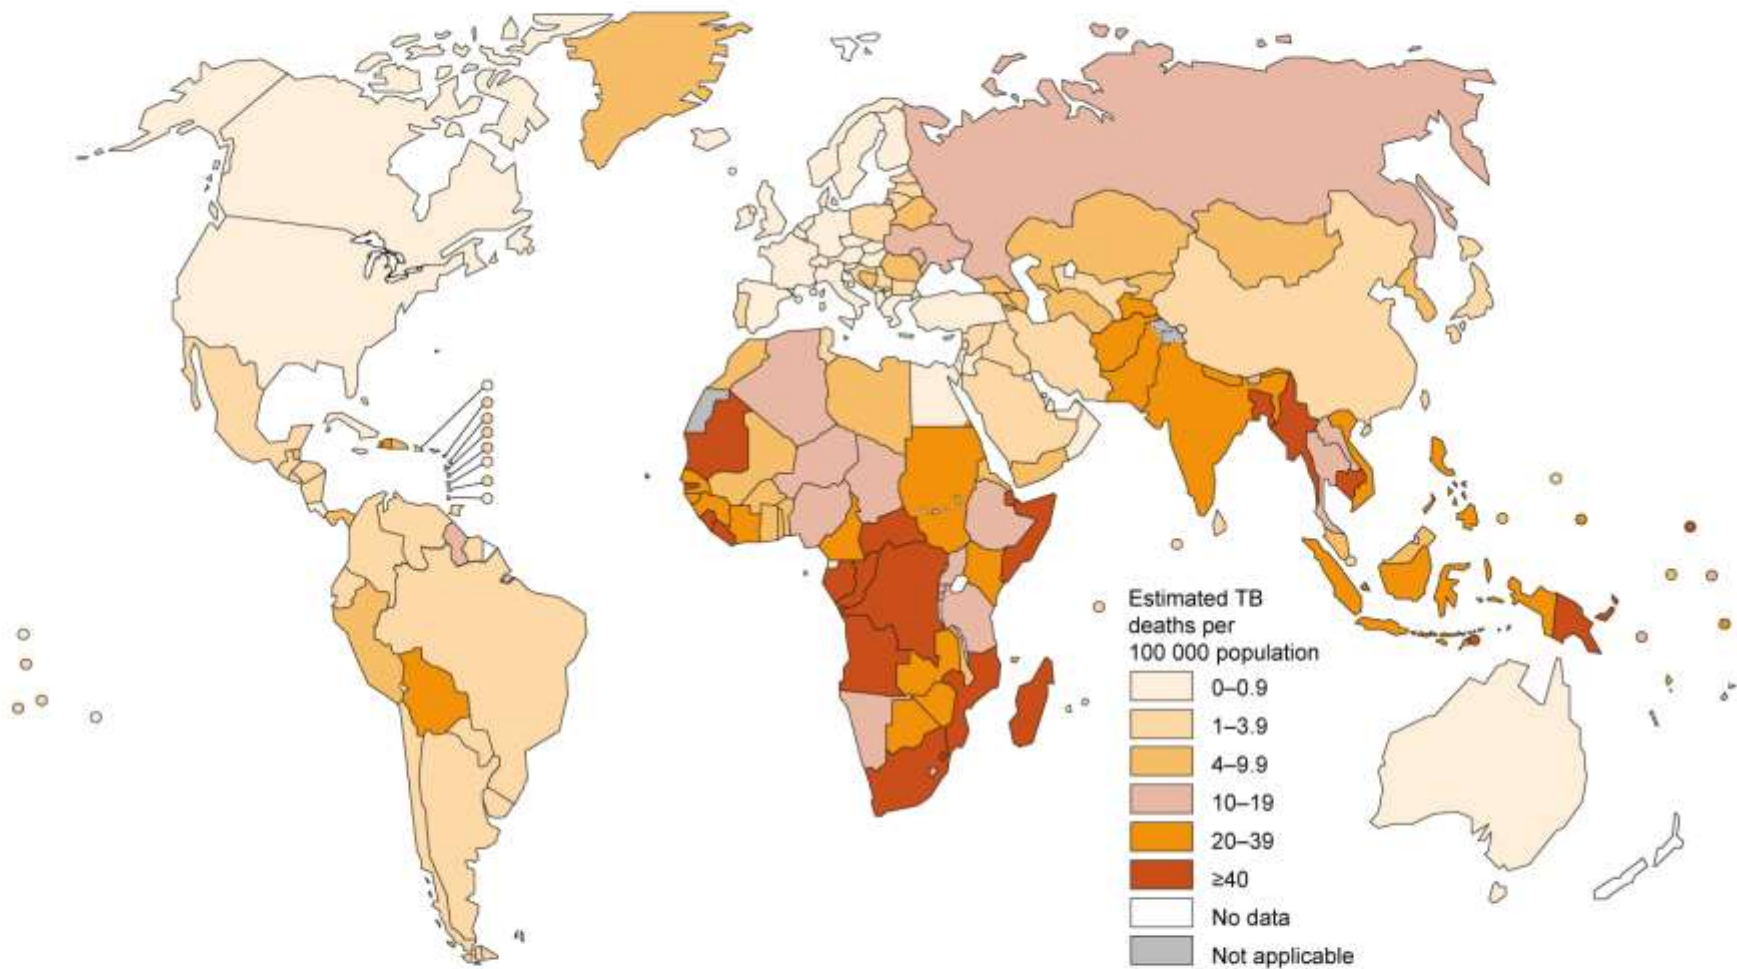 Estimated TB
deaths per
100 000 population
0–0.9
1–3.9
4–9.9
10–19
20–39
≥40
No data
Not applicable